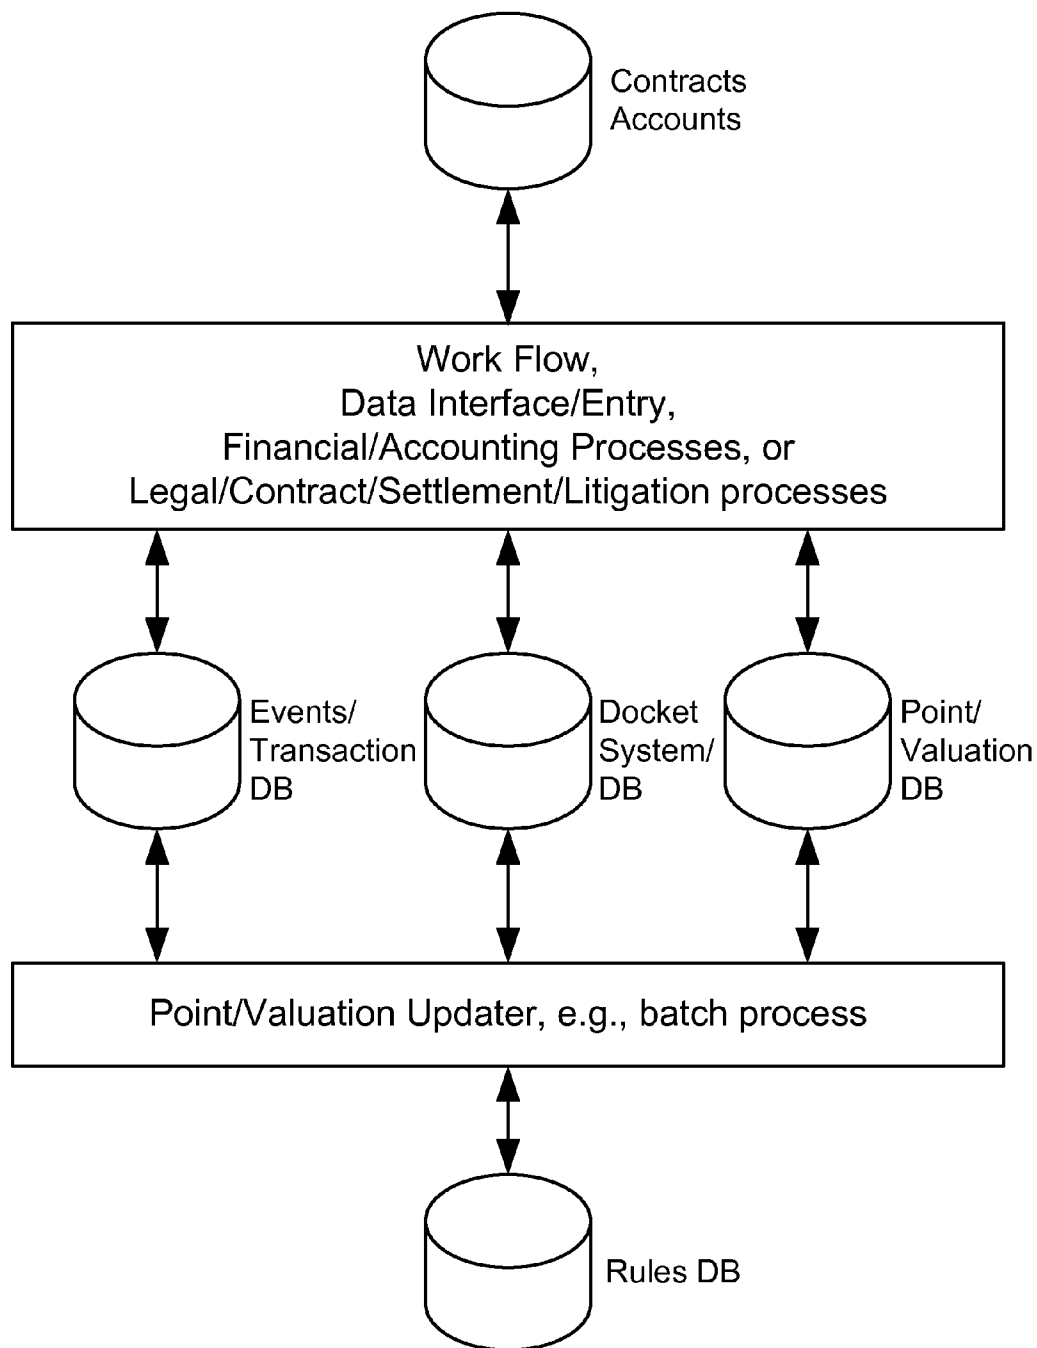 Contracts
Accounts
Work Flow,
Data Interface/Entry,
Financial/Accounting Processes, or
Legal/Contract/Settlement/Litigation processes
Events/
Transaction
DB
Docket
System/
DB
Point/
Valuation
DB
Point/Valuation Updater, e.g., batch process
Rules DB